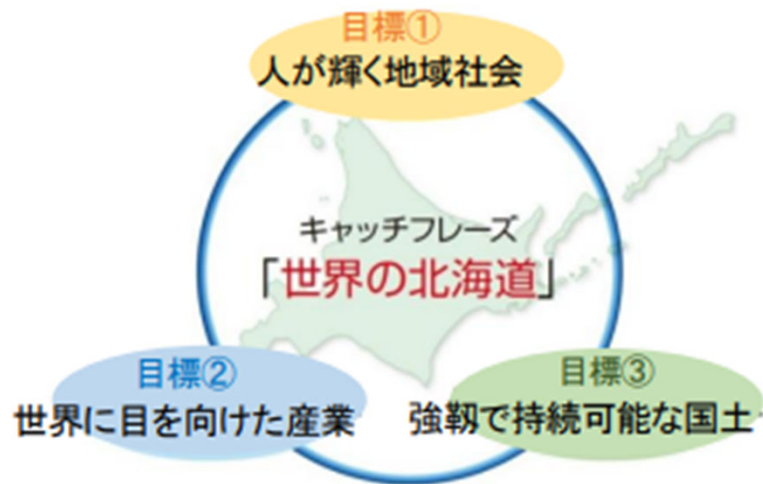 目標①
人が輝く地域社会
キャッチフレーズ
「世界の北海道」
目標②
世界に目を向けた産業
目標③
強靱で持続可能な国土